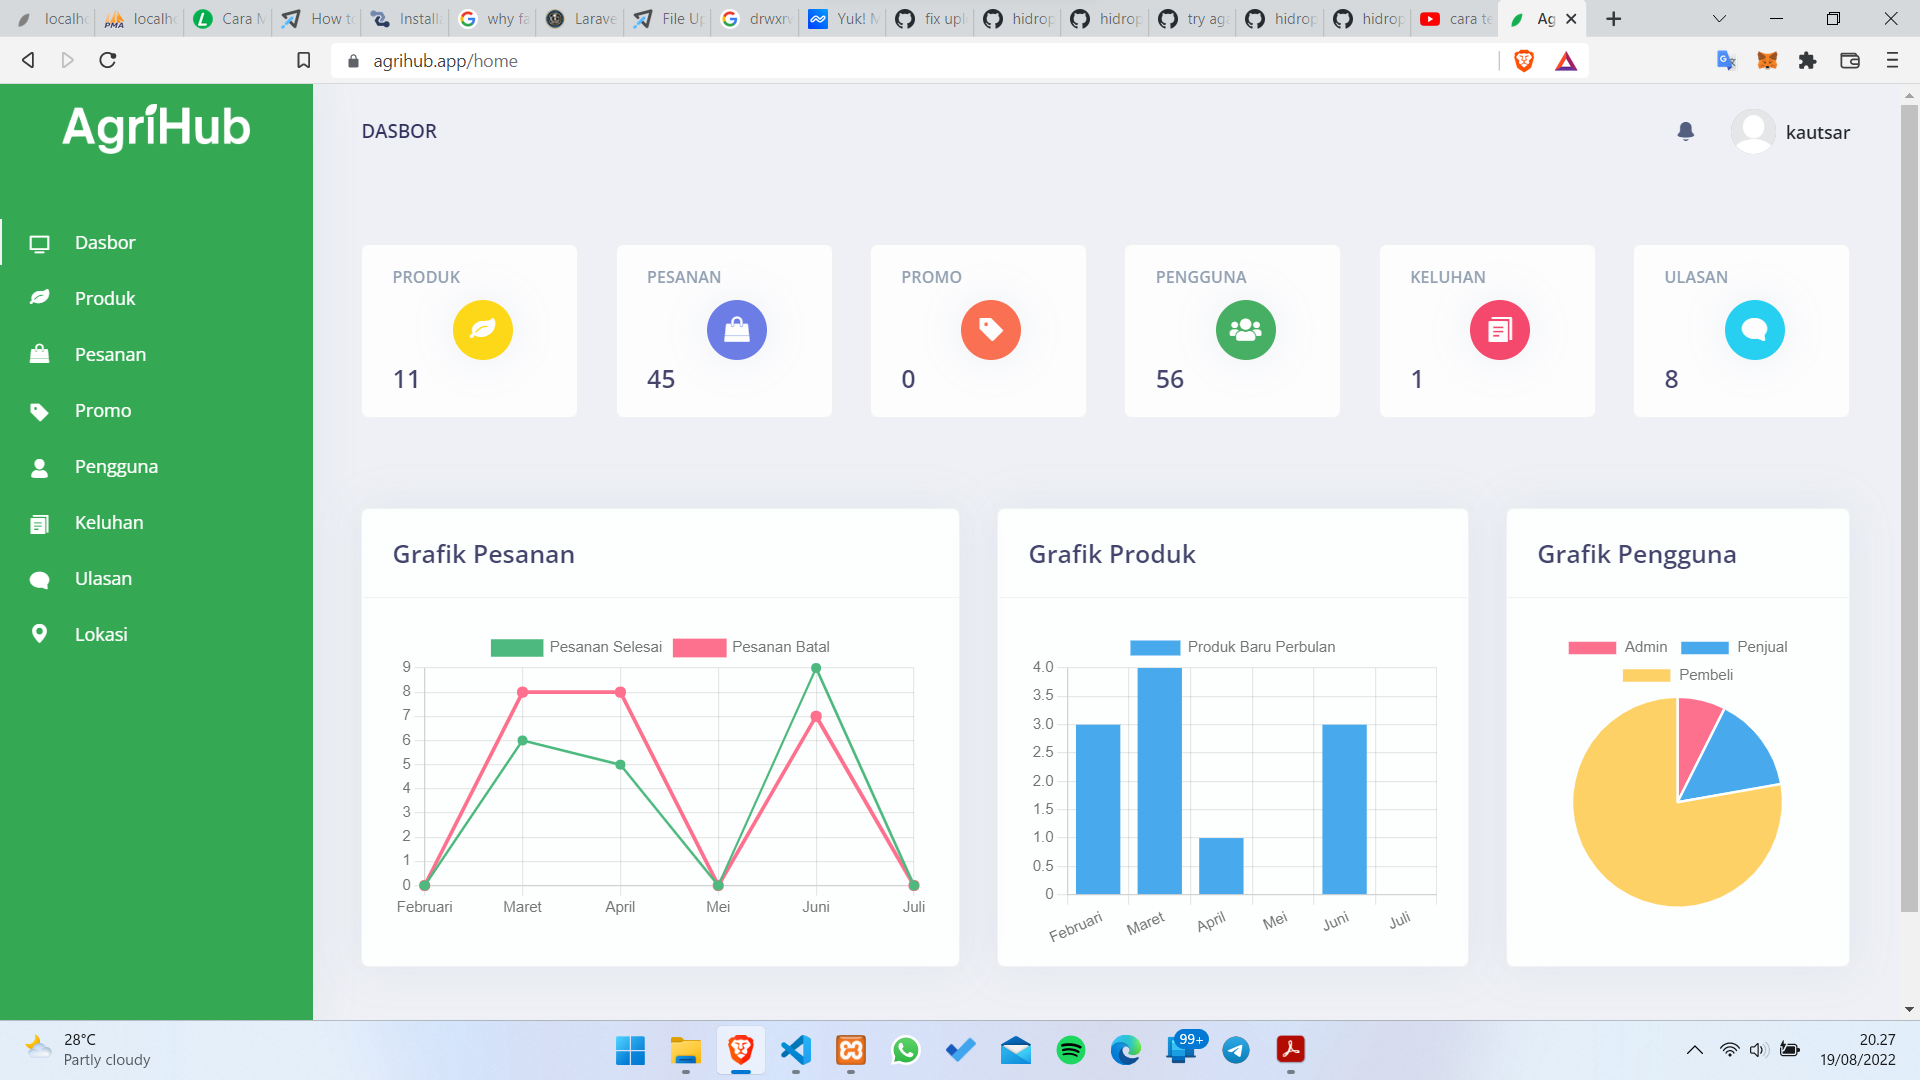 localho
localho
Cara M
How to
Install
why fa
Larave
File Up
drwxrw
Yuk! M
fix upl
hidrop
hidrop
try aga
hidrop
hidrop
cara te
Ag
agrihub.app/home
AgriHub
DASBOR
kautsar
Dasbor
Produk
Pesanan
Promo
Pengguna
Keluhan
Ulasan
Lokasi
PRODUK
11
PESANAN
45
PROMO
0
PENGGUNA
56
KELUHAN
1
ULASAN
8
Grafik Pesanan
Pesanan Selesai Pesanan Batal
9
8
7
6
5
4
3
2
1
0
Februari Maret April Mei Juni Juli
Grafik Produk
Produk Baru Perbulan
4.0
3.5
3.0
2.5
2.0
1.5
1.0
0.5
0
Februari Maret April Mei Juni Juli
Grafik Pengguna
Admin Penjual
Pembeli
28°C
Partly cloudy
99+
20.27
19/08/2022